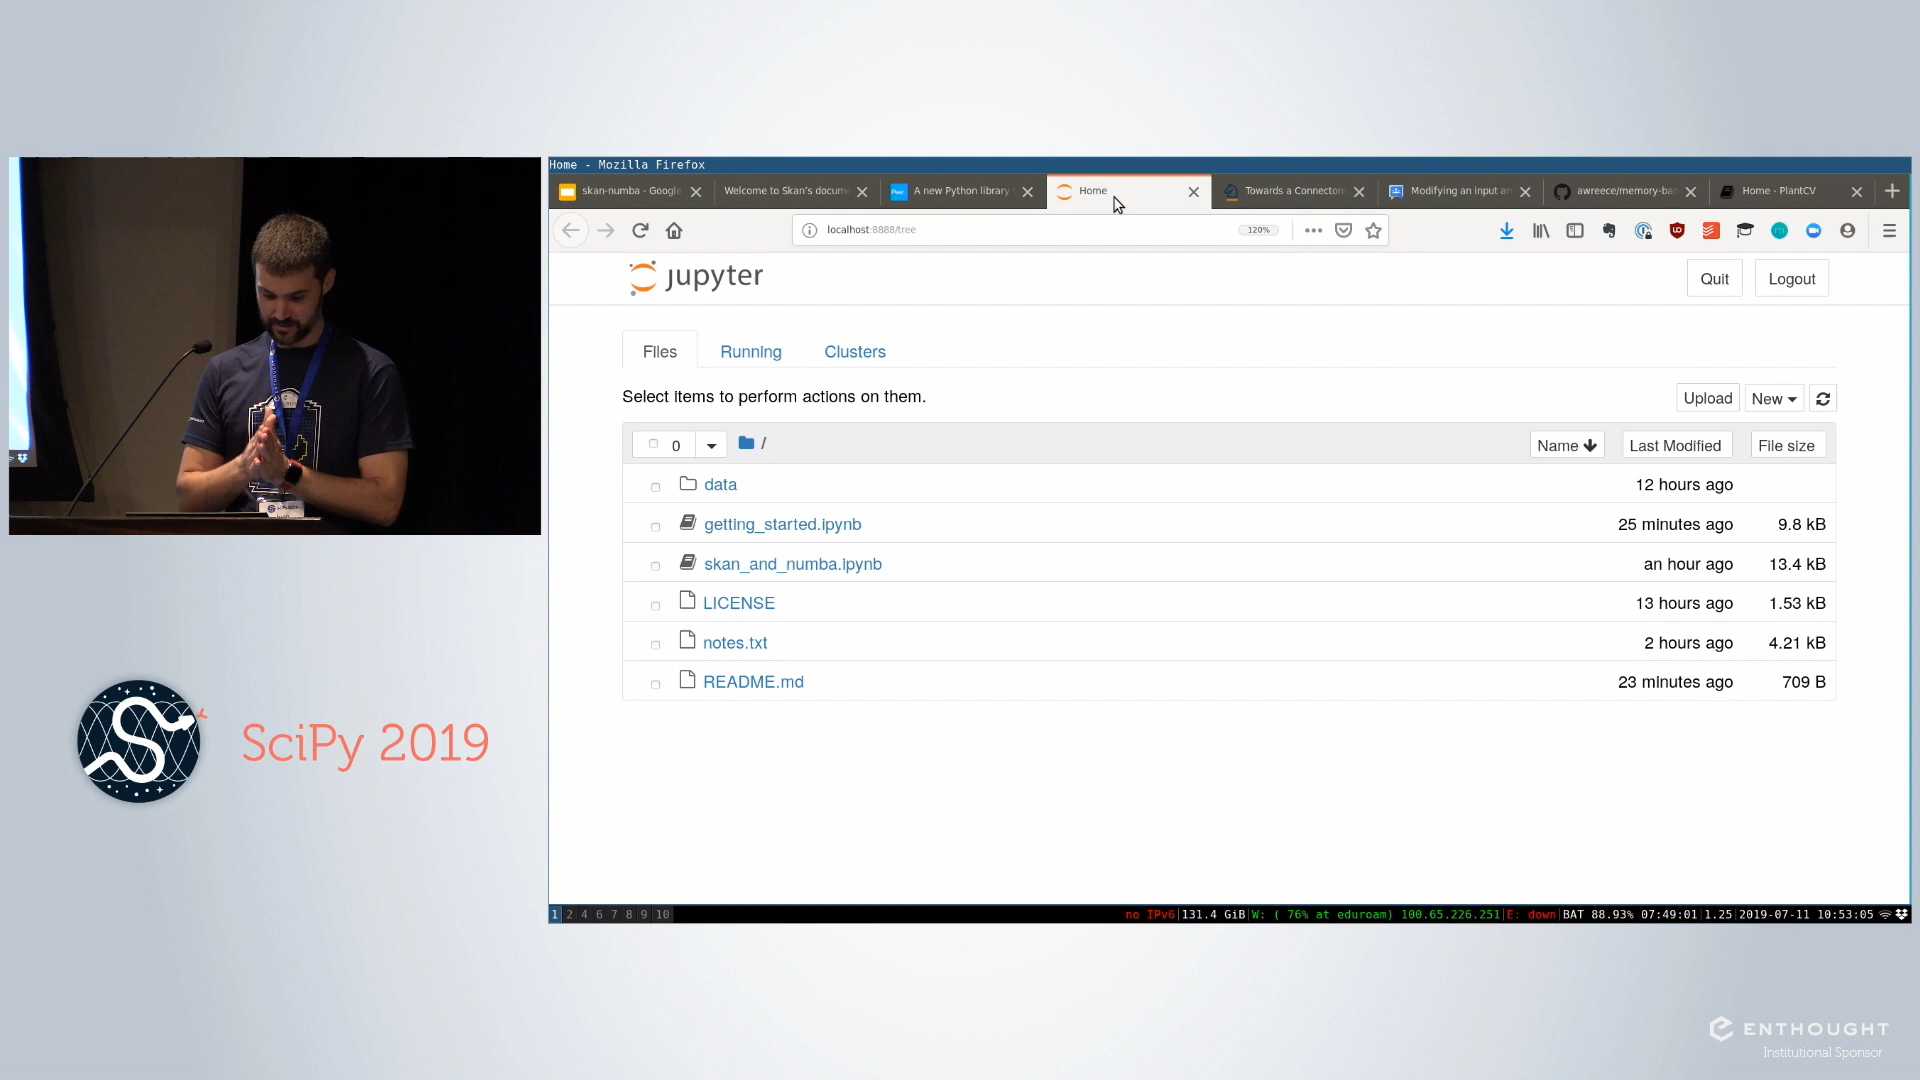 Home - Mozilla Firefox
skan-numba - Google
Welcome to Skan's docum
A new Python library
Home
Towards a Connectom
Modifying an input ar
awreece/memory-ban
Home - PlantCV
localhost:8888/tree
120%
jupyter
Quit
Logout
Files
Running
Clusters
Select items to perform actions on them.
Upload
New
0
/
Name
Last Modified
File size
data
12 hours ago
getting_started.ipynb
25 minutes ago
9.8 kB
skan_and_numba.ipynb
an hour ago
13.4 kB
LICENSE
13 hours ago
1.53 kB
notes.txt
2 hours ago
4.21 kB
README.md
23 minutes ago
709 B
1 2 4 6 7 8 9 10
no IPv6|131.4 GiB|W: ( 76% at eduroam) 100.65.226.251|E: down|BAT 88.93% 07:49:01|1.25|2019-07-11 10:53:05
SciPy 2019
ENTHOUGHT
Institutional Sponsor